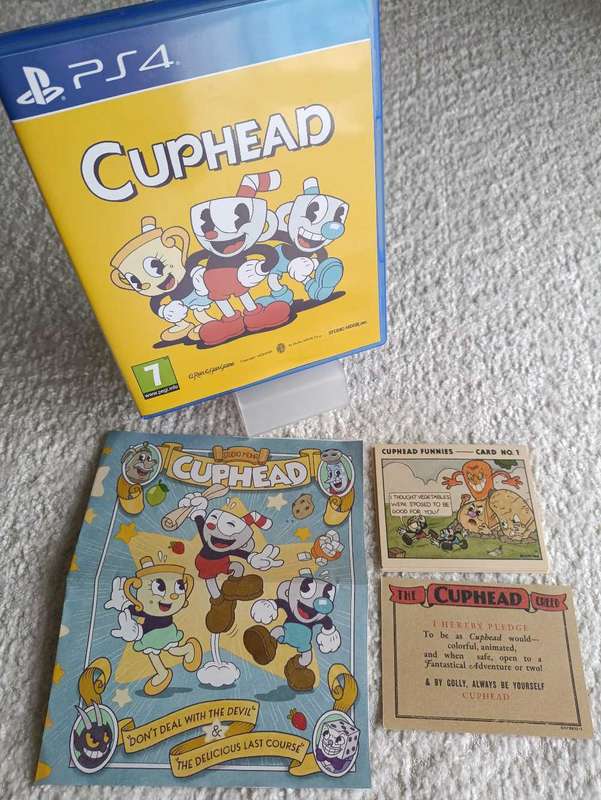 PS4
CUPHEAD
7
www.pegi.info
STUDIO MDHR
CUPHEAD
"DON'T DEAL WITH THE DEVIL"
&
"THE DELICIOUS LAST COURSE"
CUPHEAD FUNNIES — CARD NO. 1
I THOUGHT VEGETABLES
WERE S'POSED TO BE
GOOD FOR YOU!
THE CUPHEAD CREED
I HEREBY PLEDGE
To be as Cuphead would—
colorful, animated,
and when safe, open to a
Fantastical Adventure or two!
& BY GOLLY, ALWAYS BE YOURSELF
CUPHEAD